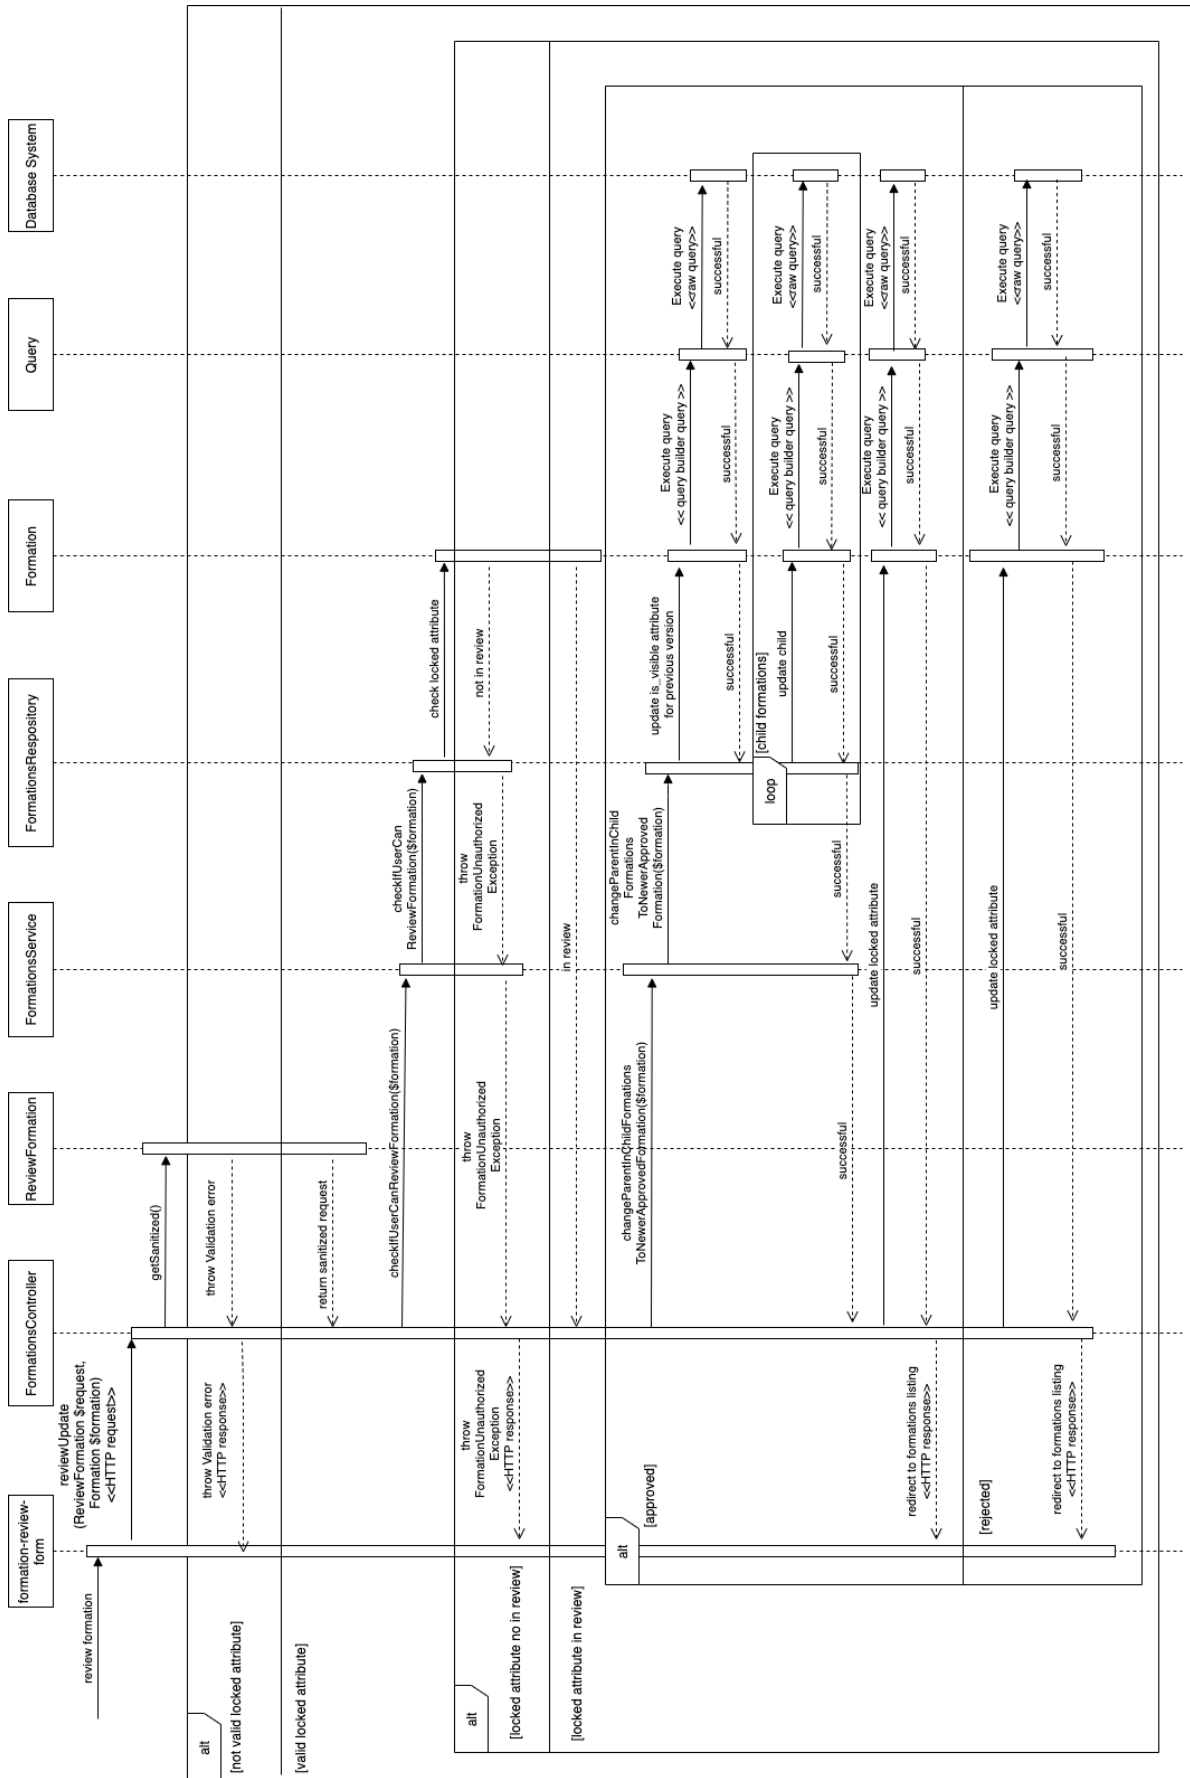 formation-review-
form
FormationsController
ReviewFormation
FormationsService
FormationsRespository
Formation
Query
Database System
review formation
reviewUpdate
(ReviewFormation $request,
Formation $formation)
<<HTTP request>>
getSanitized()
alt
[not valid locked attribute]
throw Validation error
<<HTTP response>>
throw Validation error
[valid locked attribute]
return sanitized request
checkIfUserCanReviewFormation($formation)
checkIfUserCan
ReviewFormation($formation)
check locked attribute
alt
[locked attribute no in review]
not in review
throw
FormationUnauthorized
Exception
throw
FormationUnauthorized
Exception
throw
FormationUnauthorized
Exception
<<HTTP response>>
[locked attribute in review]
in review
alt
[approved]
changeParentInChildFormations
ToNewerApprovedFormation($formation)
changeParentInChild
Formations
ToNewerApproved
Formation($formation)
update is_visible attribute
for previous version
Execute query
<< query builder query >>
Execute query
<<raw query>>
successful
successful
successful
loop
[child formations]
update child
Execute query
<< query builder query >>
Execute query
<<raw query>>
successful
successful
successful
successful
successful
update locked attribute
Execute query
<< query builder query >>
Execute query
<<raw query>>
successful
successful
successful
redirect to formations listing
<<HTTP response>>
[rejected]
update locked attribute
Execute query
<< query builder query >>
Execute query
<<raw query>>
successful
successful
successful
redirect to formations listing
<<HTTP response>>